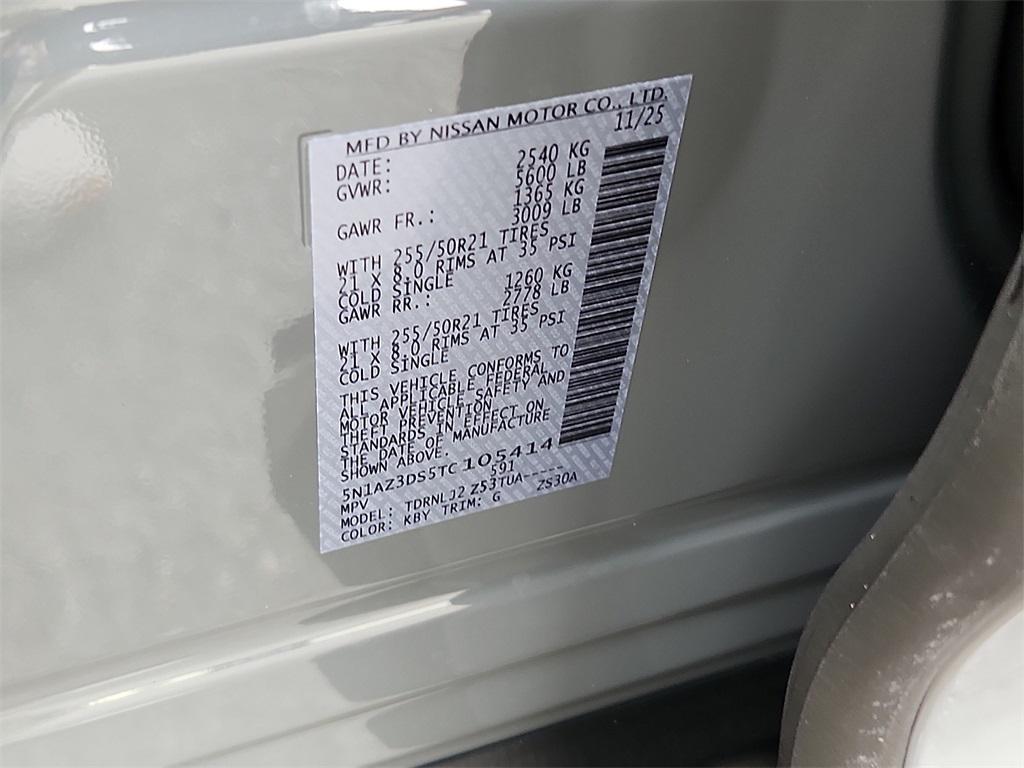 MFD BY NISSAN MOTOR CO., LTD.
DATE: 11/25
GVWR: 2540 KG
5600 LB
GAWR FR.: 1365 KG
3009 LB
WITH 255/50R21 TIRES
21 X 8.0 RIMS AT 35 PSI
COLD SINGLE
GAWR RR.: 1260 KG
2778 LB
WITH 255/50R21 TIRES
21 X 8.0 RIMS AT 35 PSI
COLD SINGLE
THIS VEHICLE CONFORMS TO
ALL APPLICABLE FEDERAL
MOTOR VEHICLE SAFETY AND
THEFT PREVENTION
STANDARDS IN EFFECT ON
THE DATE OF MANUFACTURE
SHOWN ABOVE.
5N1AZ3DS5TC105414
MPV 591
MODEL: TDRNLJ2 Z53TUA-----
COLOR: KBY TRIM: G ZS30A